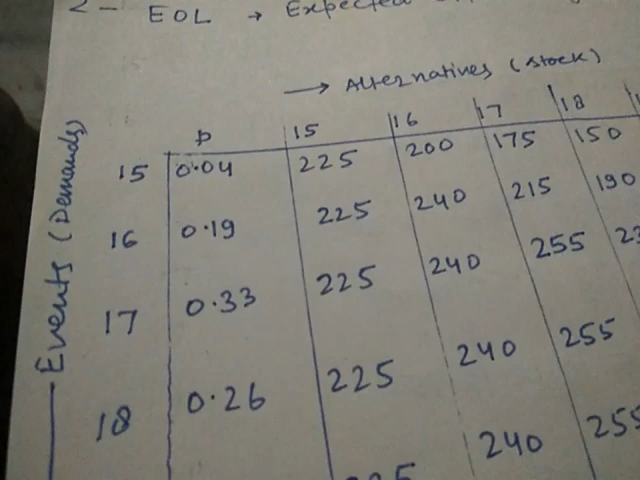 2- EOL → Expected
→ Alternatives (stock)
Events (Demands)
P 15 16 17 18
15 0.04 225 200 175 150
16 0.19 225 240 215 190
17 0.33 225 240 255
18 0.26 225 240 255
225 240 255